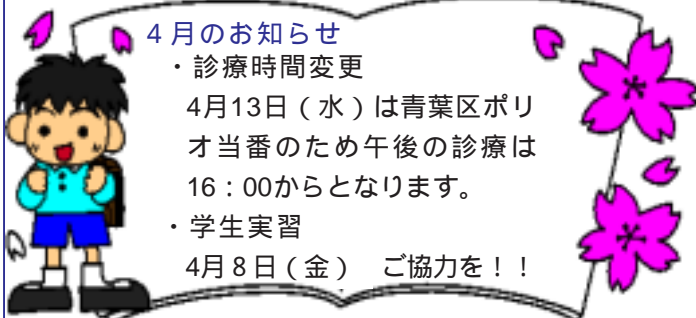 4月のお知らせ
・診療時間変更
4月13日(水)は青葉区ポリ
オ当番のため午後の診療は
16:00からとなります。
・学生実習
4月8日(金) ご協力を!!